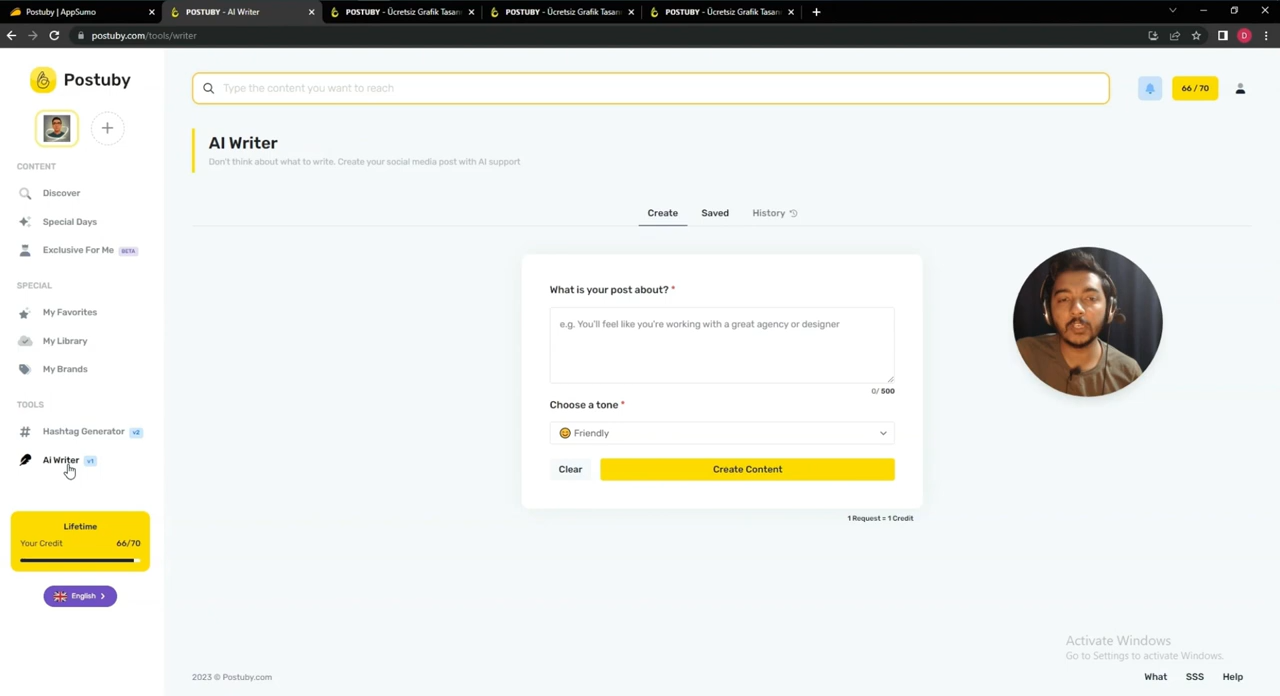 Postuby | AppSumo
POSTUBY - AI Writer
POSTUBY - Ücretsiz Grafik Tasarı
POSTUBY - Ücretsiz Grafik Tasarı
POSTUBY - Ücretsiz Grafik Tasarı
postuby.com/tools/writer
D
Postuby
Type the content you want to reach
66 / 70
CONTENT
Discover
Special Days
Exclusive For Me BETA
SPECIAL
My Favorites
My Library
My Brands
TOOLS
Hashtag Generator v2
Ai Writer v1
Lifetime
Your Credit 66/70
English
AI Writer
Don't think about what to write. Create your social media post with AI support
Create Saved History
What is your post about? *
e.g. You'll feel like you're working with a great agency or designer
0/ 500
Choose a tone *
Friendly
Clear Create Content
1 Request = 1 Credit
Activate Windows
Go to Settings to activate Windows.
2023 © Postuby.com
What SSS Help